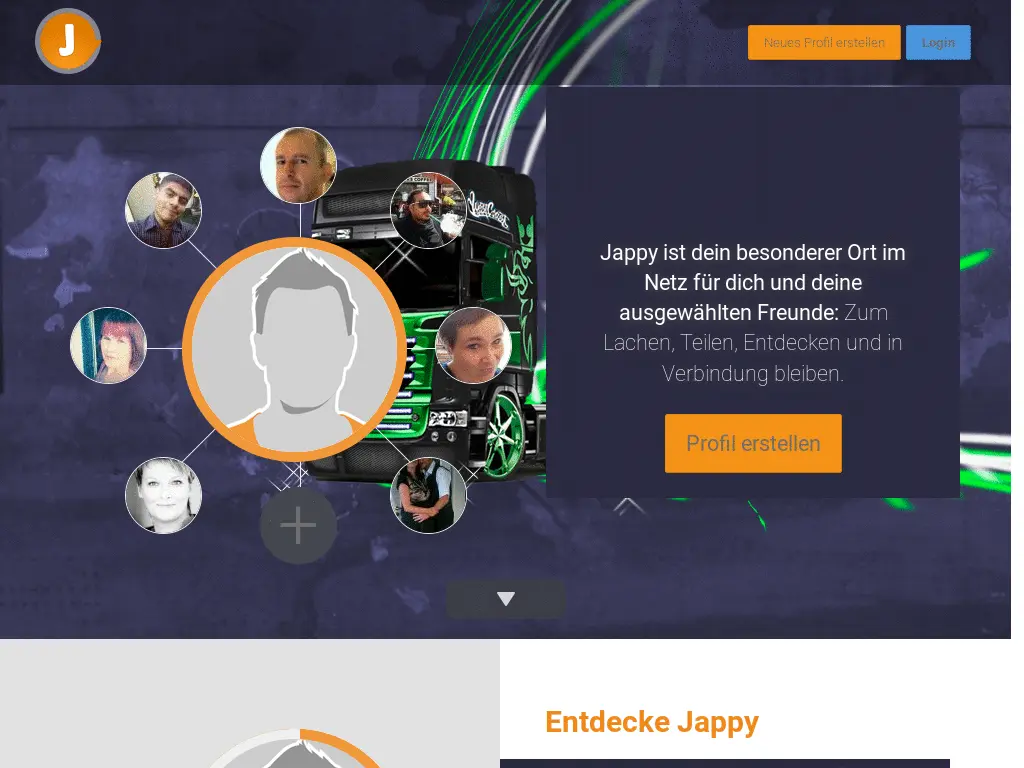 J
Neues Profil erstellen
Login
Jappy ist dein besonderer Ort im
Netz für dich und deine
ausgewählten Freunde: Zum
Lachen, Teilen, Entdecken und in
Verbindung bleiben.
Profil erstellen
Entdecke Jappy